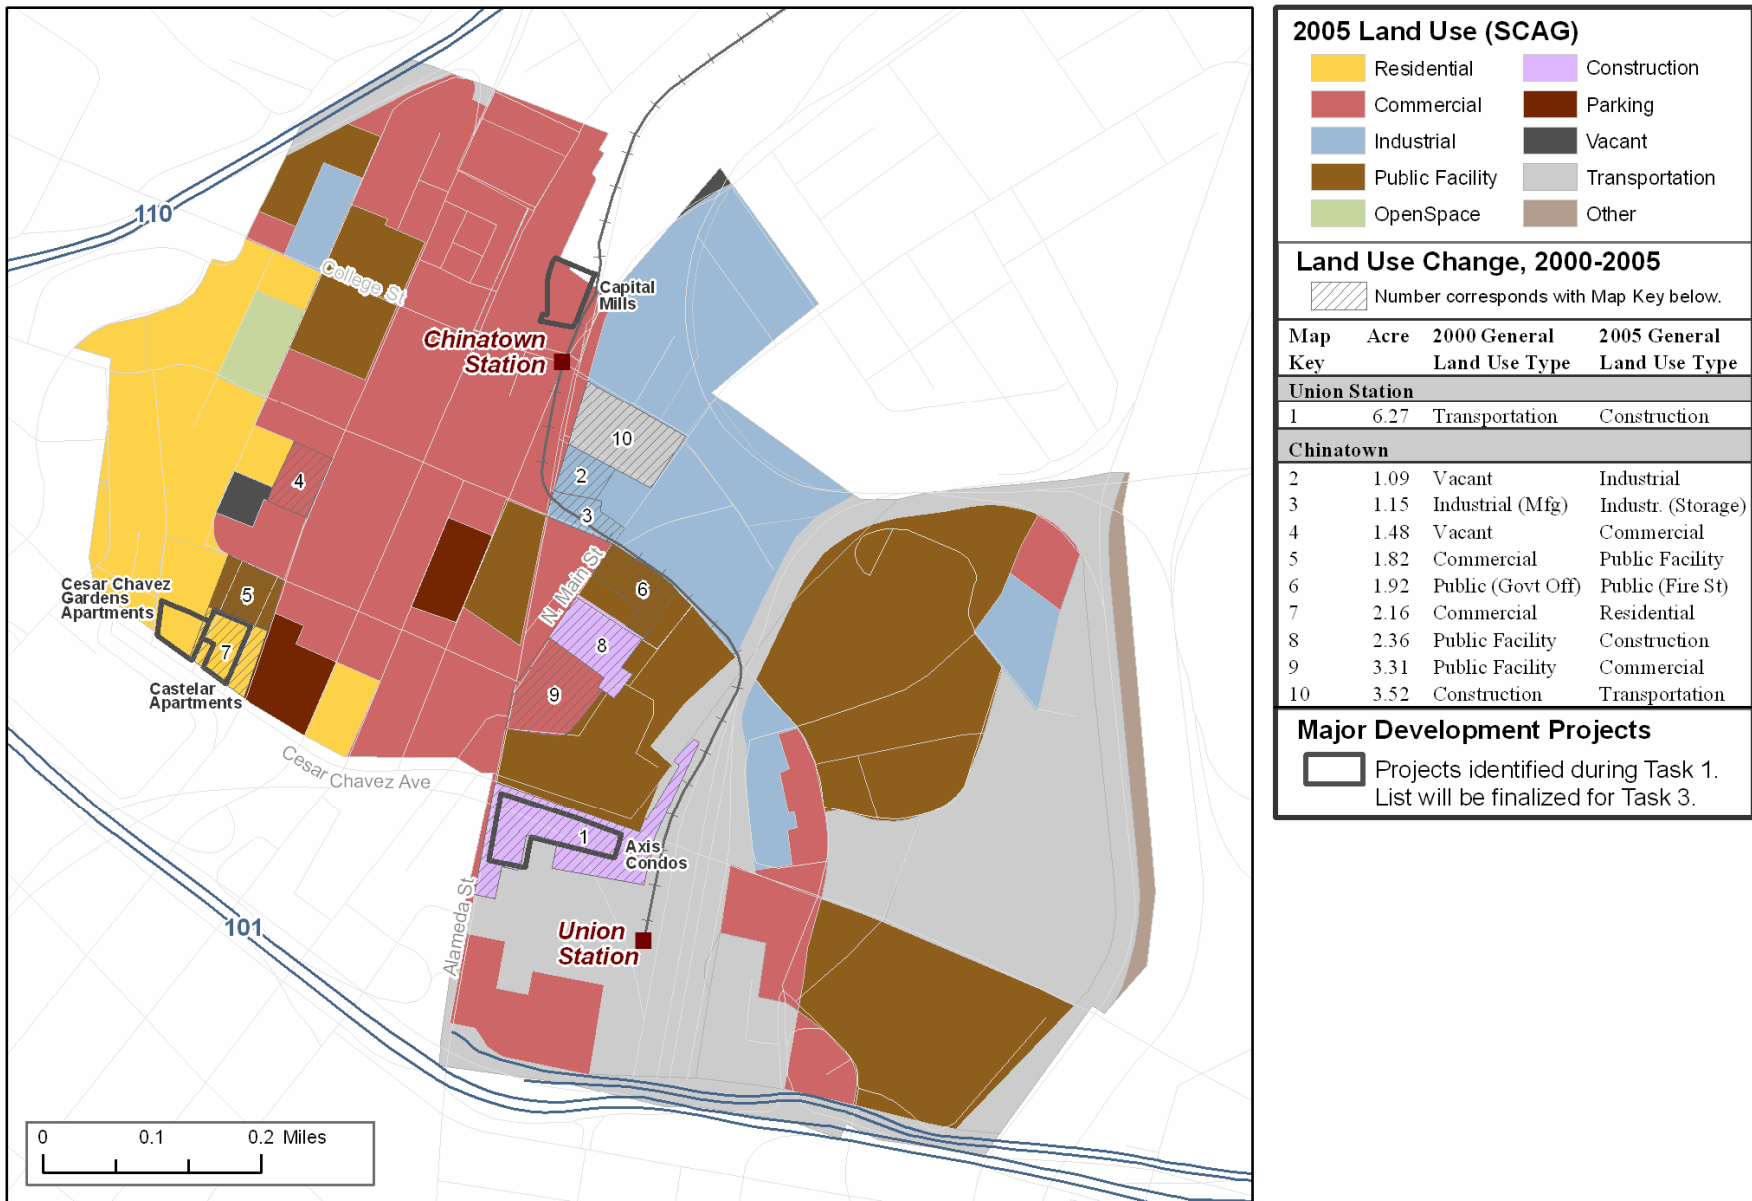 110
College St
Capital
Mills
Chinatown
Station
10
2
3
4
N. Main St
6
5
Cesar Chavez
Gardens
Apartments
7
8
9
Castelar
Apartments
Cesar Chavez Ave
1
Axis
Condos
Alameda St
101
Union
Station
0 0.1 0.2 Miles
2005 Land Use (SCAG)
Residential Construction
Commercial Parking
Industrial Vacant
Public Facility Transportation
OpenSpace Other
Land Use Change, 2000-2005
Number corresponds with Map Key below.
Map Acre 2000 General 2005 General
Key Land Use Type Land Use Type
Union Station
1 6.27 Transportation Construction
Chinatown
2 1.09 Vacant Industrial
3 1.15 Industrial (Mfg) Industr. (Storage)
4 1.48 Vacant Commercial
5 1.82 Commercial Public Facility
6 1.92 Public (Govt Off) Public (Fire St)
7 2.16 Commercial Residential
8 2.36 Public Facility Construction
9 3.31 Public Facility Commercial
10 3.52 Construction Transportation
Major Development Projects
Projects identified during Task 1.
List will be finalized for Task 3.